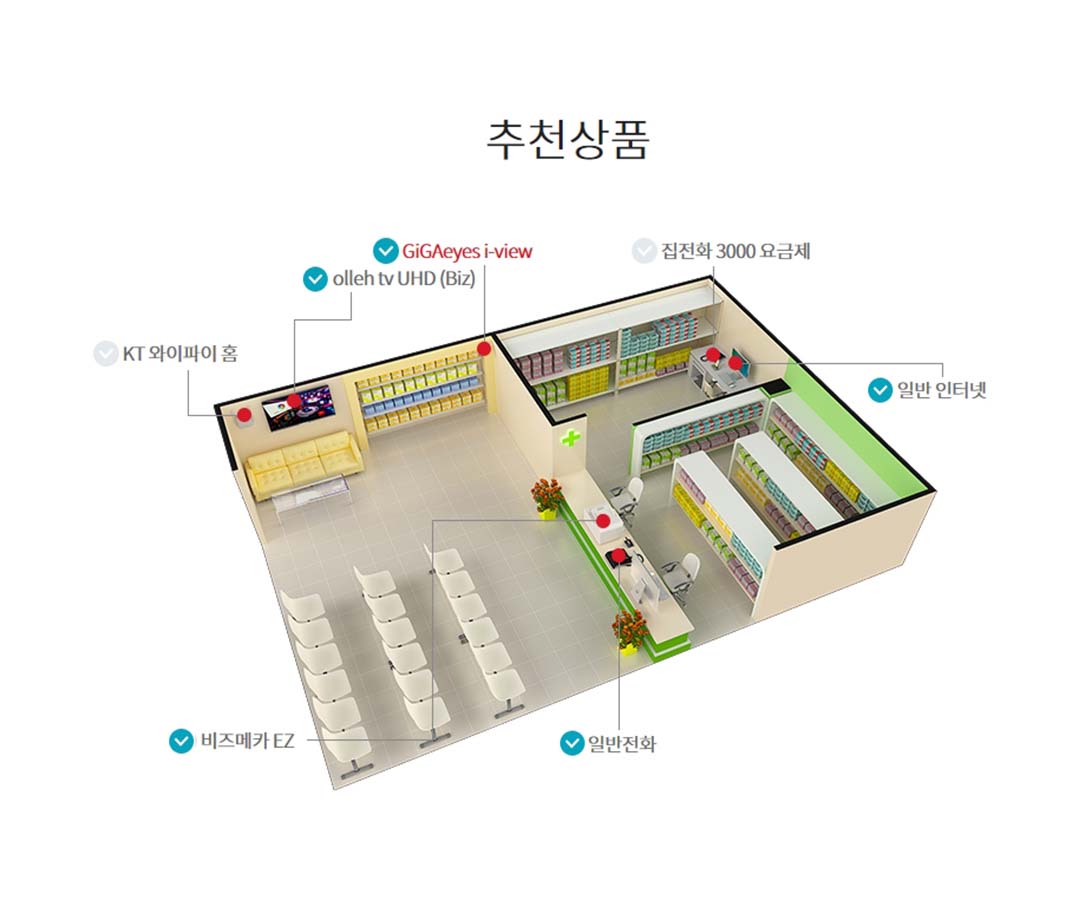 추천상품
GiGAeyes i-view
집전화 3000 요금제
olleh tv UHD (Biz)
KT 와이파이 홈
일반 인터넷
비즈메카 EZ
일반전화